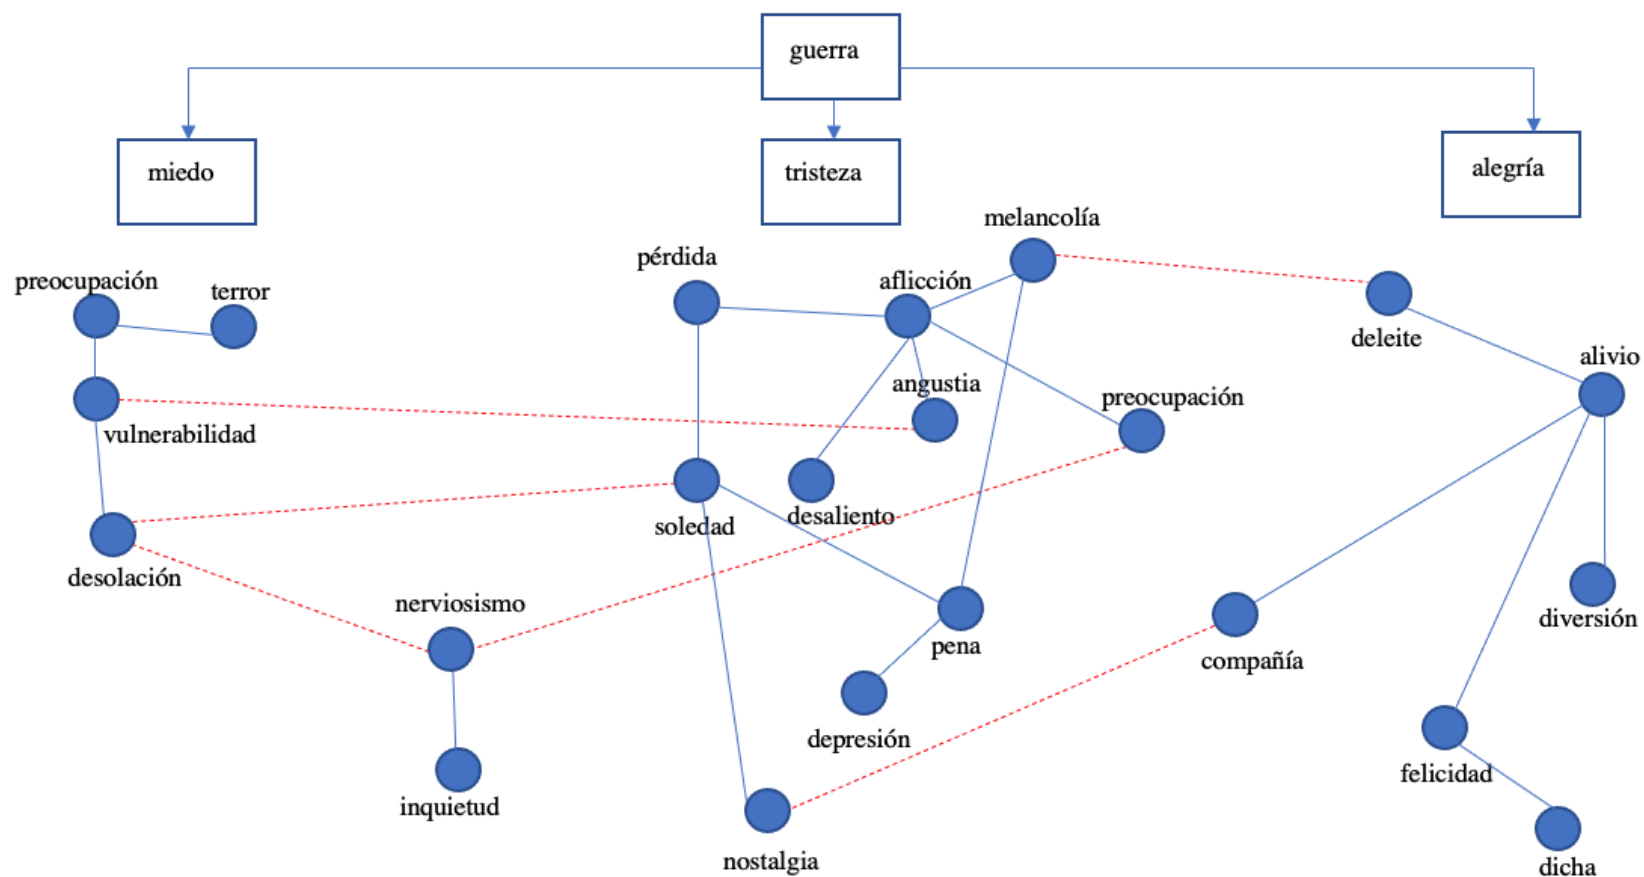 guerra
miedo
tristeza
alegría
melancolía
pérdida
aflicción
preocupación
terror
deleite
alivio
angustia
preocupación
vulnerabilidad
desaliento
soledad
desolación
nerviosismo
diversión
pena
compañía
depresión
felicidad
inquietud
nostalgia
dicha